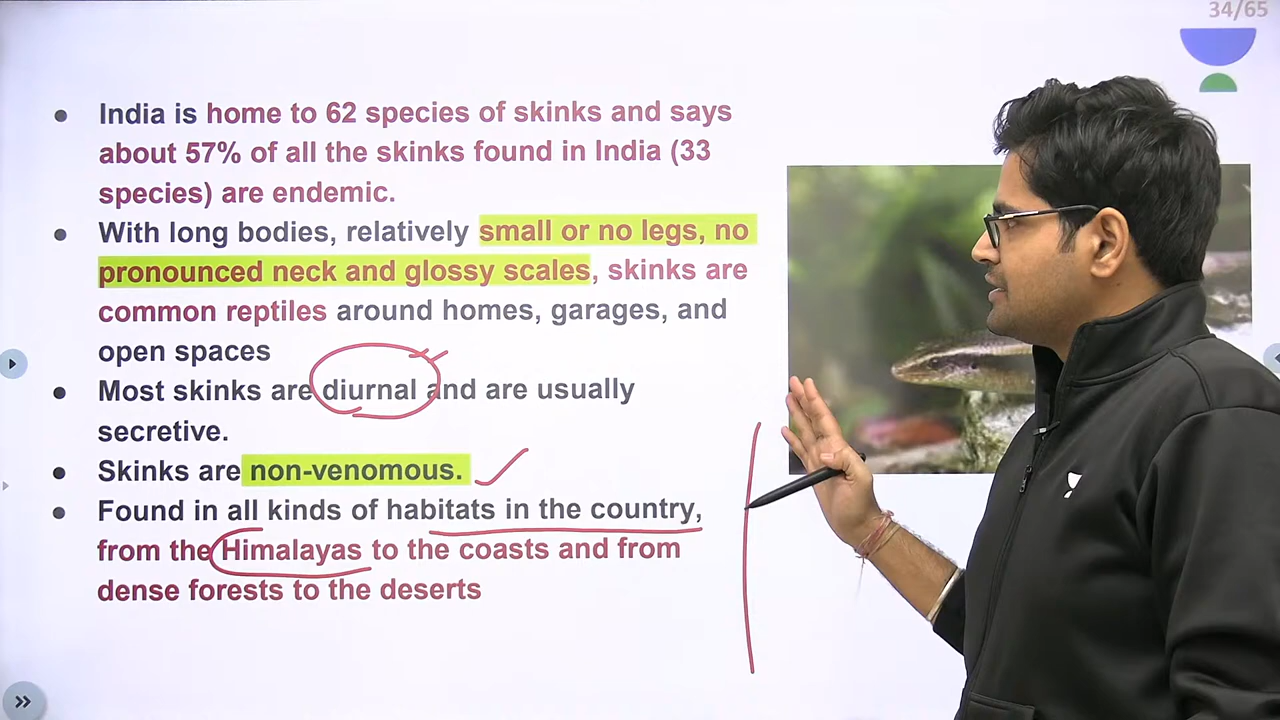 34/65
India is home to 62 species of skinks and says
about 57% of all the skinks found in India (33
species) are endemic.
With long bodies, relatively small or no legs, no
pronounced neck and glossy scales, skinks are
common reptiles around homes, garages, and
open spaces
Most skinks are diurnal and are usually
secretive.
Skinks are non-venomous.
Found in all kinds of habitats in the country,
from the Himalayas to the coasts and from
dense forests to the deserts